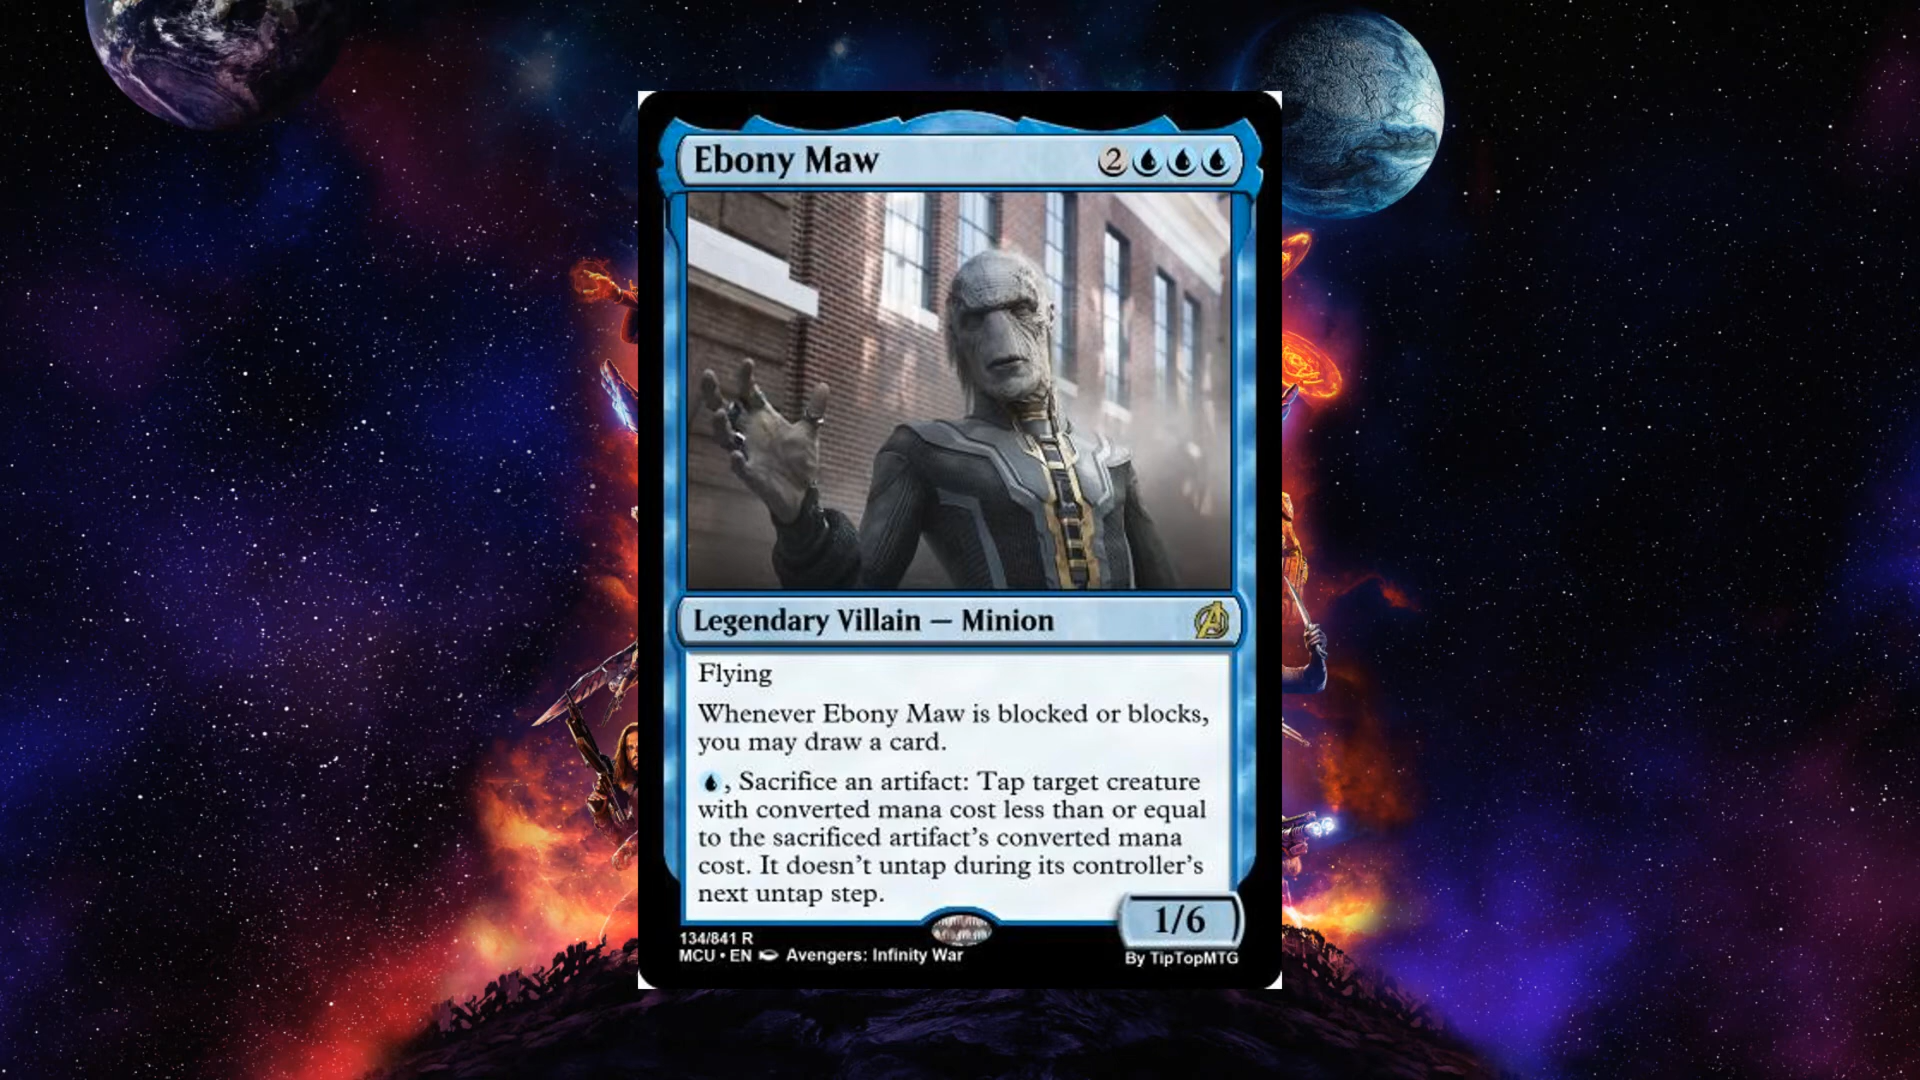 Ebony Maw 2
Legendary Villain — Minion
Flying
Whenever Ebony Maw is blocked or blocks,
you may draw a card.
, Sacrifice an artifact: Tap target creature
with converted mana cost less than or equal
to the sacrificed artifact’s converted mana
cost. It doesn’t untap during its controller’s
next untap step.
1/6
134/841 R
MCU • EN Avengers: Infinity War
By TipTopMTG